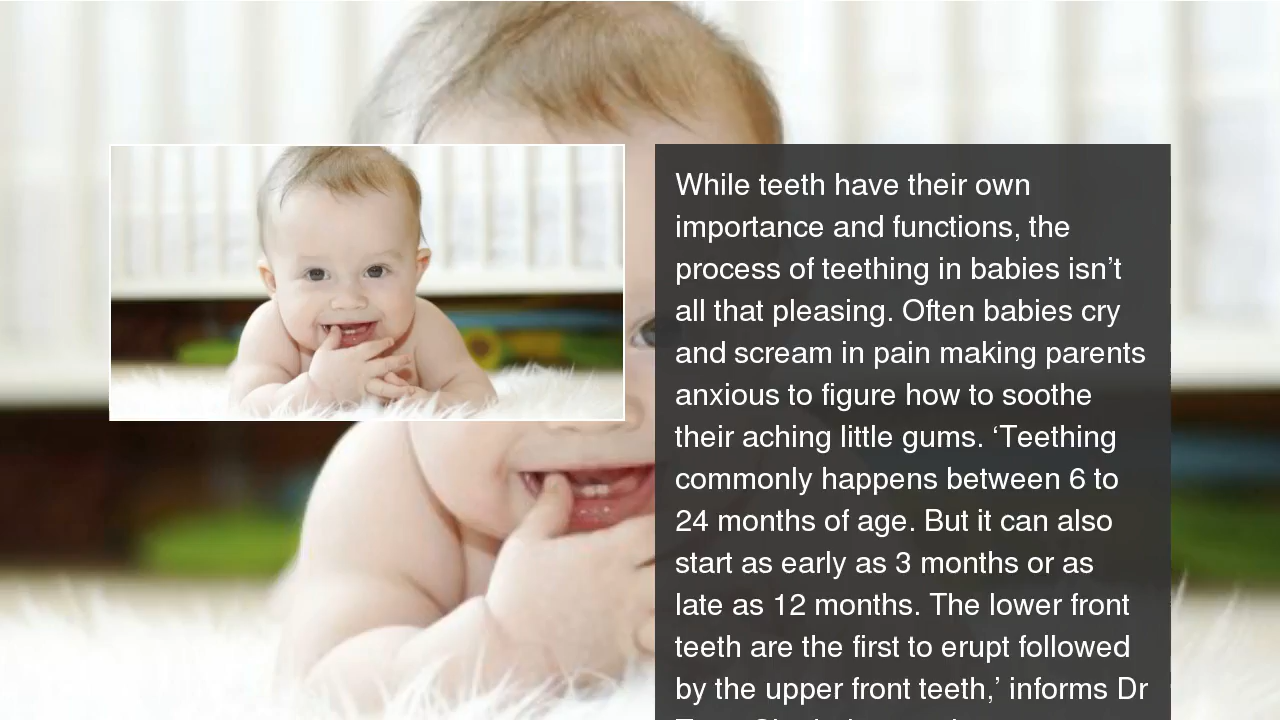 While teeth have their own
importance and functions, the
process of teething in babies isn’t
all that pleasing. Often babies cry
and scream in pain making parents
anxious to figure how to soothe
their aching little gums. ‘Teething
commonly happens between 6 to
24 months of age. But it can also
start as early as 3 months or as
late as 12 months. The lower front
teeth are the first to erupt followed
by the upper front teeth,’ informs Dr